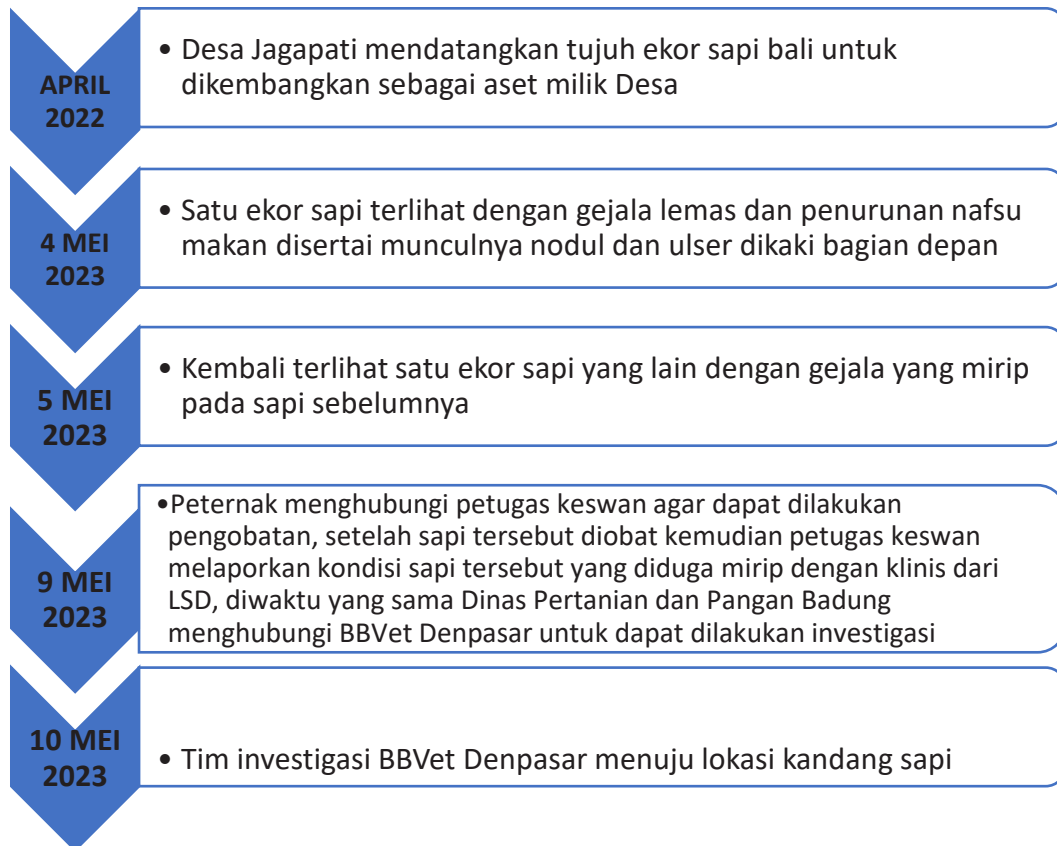 APRIL
2022
• Desa Jagapati mendatangkan tujuh ekor sapi bali untuk
dikembangkan sebagai aset milik Desa
4 MEI
2023
• Satu ekor sapi terlihat dengan gejala lemas dan penurunan nafsu
makan disertai munculnya nodul dan ulser dikaki bagian depan
5 MEI
2023
• Kembali terlihat satu ekor sapi yang lain dengan gejala yang mirip
pada sapi sebelumnya
9 MEI
2023
•Peternak menghubungi petugas keswan agar dapat dilakukan
pengobatan, setelah sapi tersebut diobat kemudian petugas keswan
melaporkan kondisi sapi tersebut yang diduga mirip dengan klinis dari
LSD, diwaktu yang sama Dinas Pertanian dan Pangan Badung
menghubungi BBVet Denpasar untuk dapat dilakukan investigasi
10 MEI
2023
• Tim investigasi BBVet Denpasar menuju lokasi kandang sapi